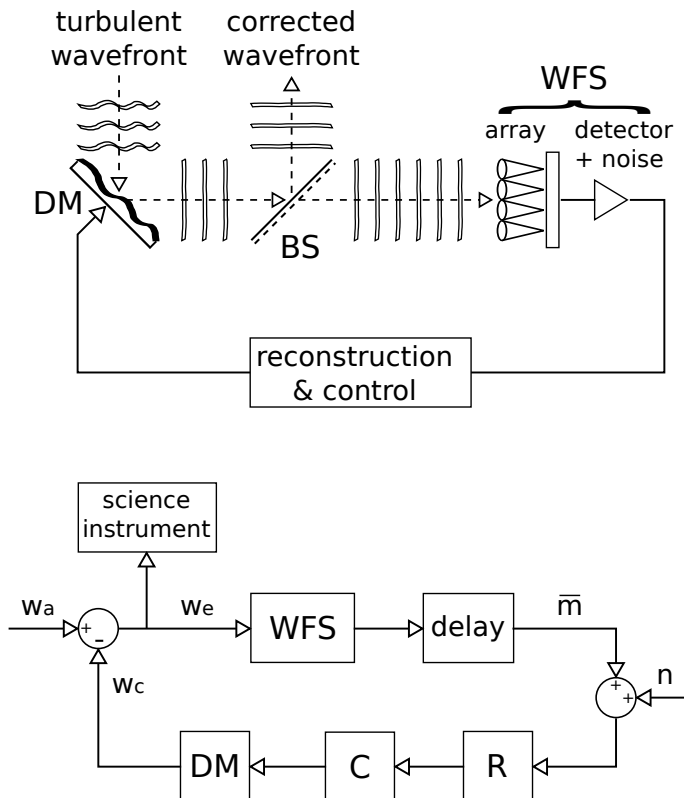 turbulent
wavefront
corrected
wavefront
WFS
array
detector
+ noise
DM
BS
reconstruction
& control
science
instrument
wa
+
-
we
WFS
delay
m̅
wc
+
+
n
DM
C
R